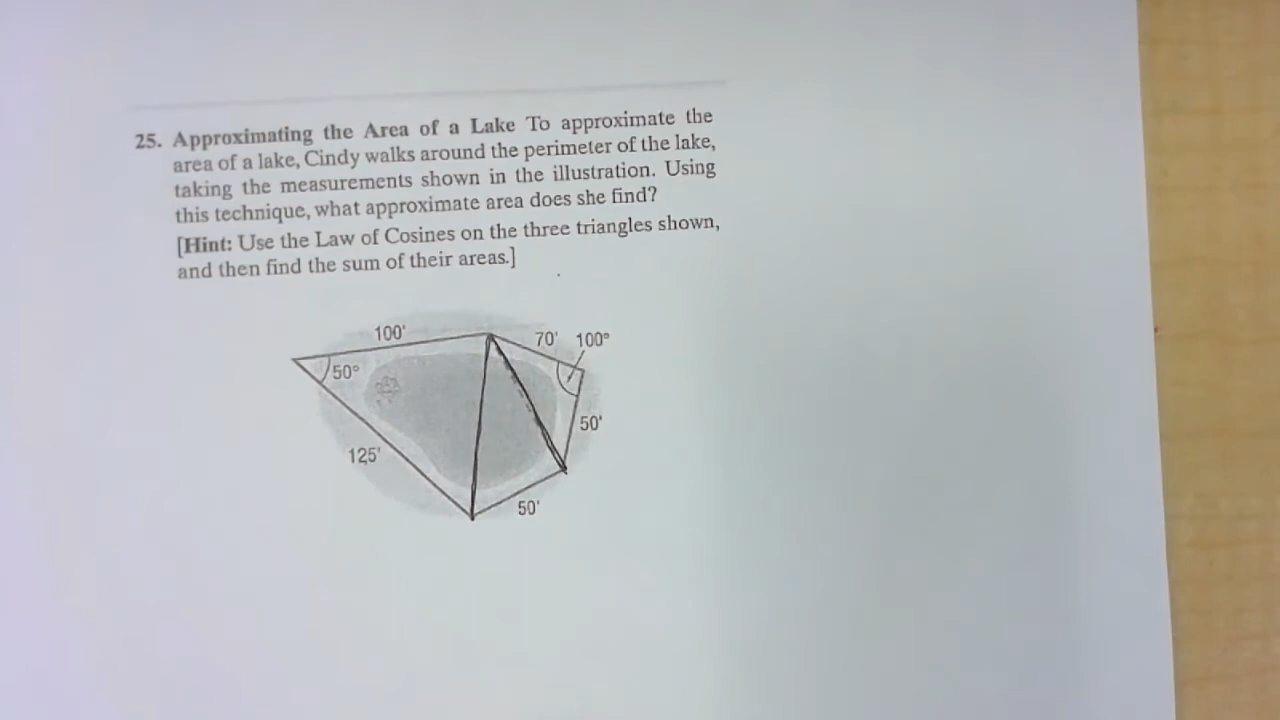 25. Approximating the Area of a Lake To approximate the
area of a lake, Cindy walks around the perimeter of the lake,
taking the measurements shown in the illustration. Using
this technique, what approximate area does she find?
[Hint: Use the Law of Cosines on the three triangles shown,
and then find the sum of their areas.]
100'
70' 100°
50°
50'
125'
50'